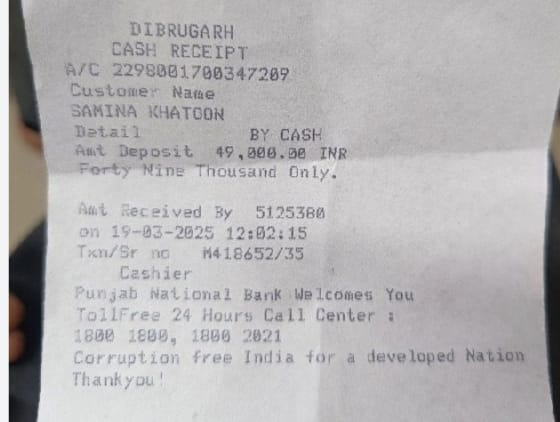 DIBRUGARH
CASH RECEIPT
A/C 2298001700347209
Customer Name
SAMINA KHATOON
Detail BY CASH
Amt Deposit 49,000.00 INR
Forty Nine Thousand Only.
Amt Received By 5125380
on 19-03-2025 12:02:15
Txn/Sr no M418652/35
Cashier
Punjab National Bank Welcomes You
TollFree 24 Hours Call Center :
1800 1800, 1800 2021
Corruption free India for a developed Nation
Thankyou!